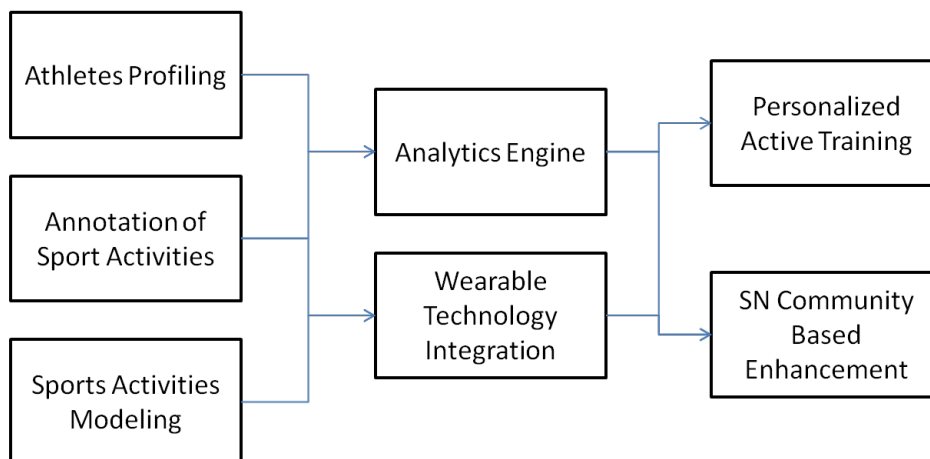 Athletes Profiling
Annotation of
Sport Activities
Sports Activities
Modeling
Analytics Engine
Wearable
Technology
Integration
Personalized
Active Training
SN Community
Based
Enhancement